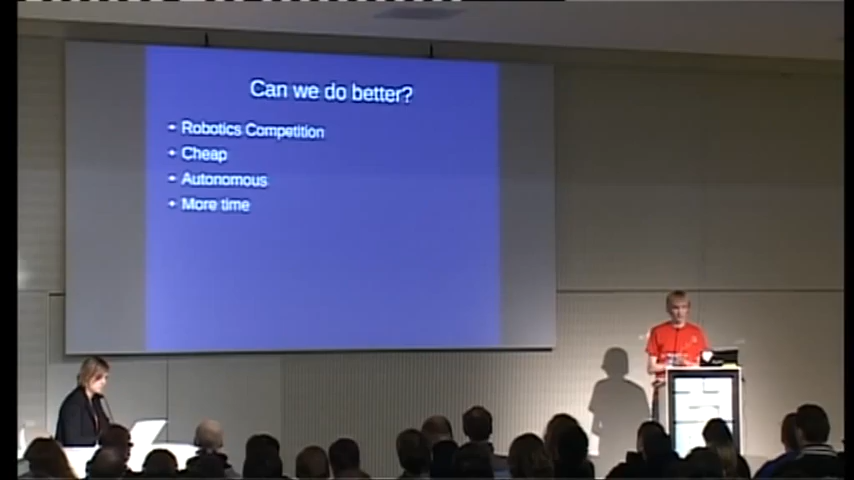 Can we do better?
Robotics Competition
Cheap
Autonomous
More time